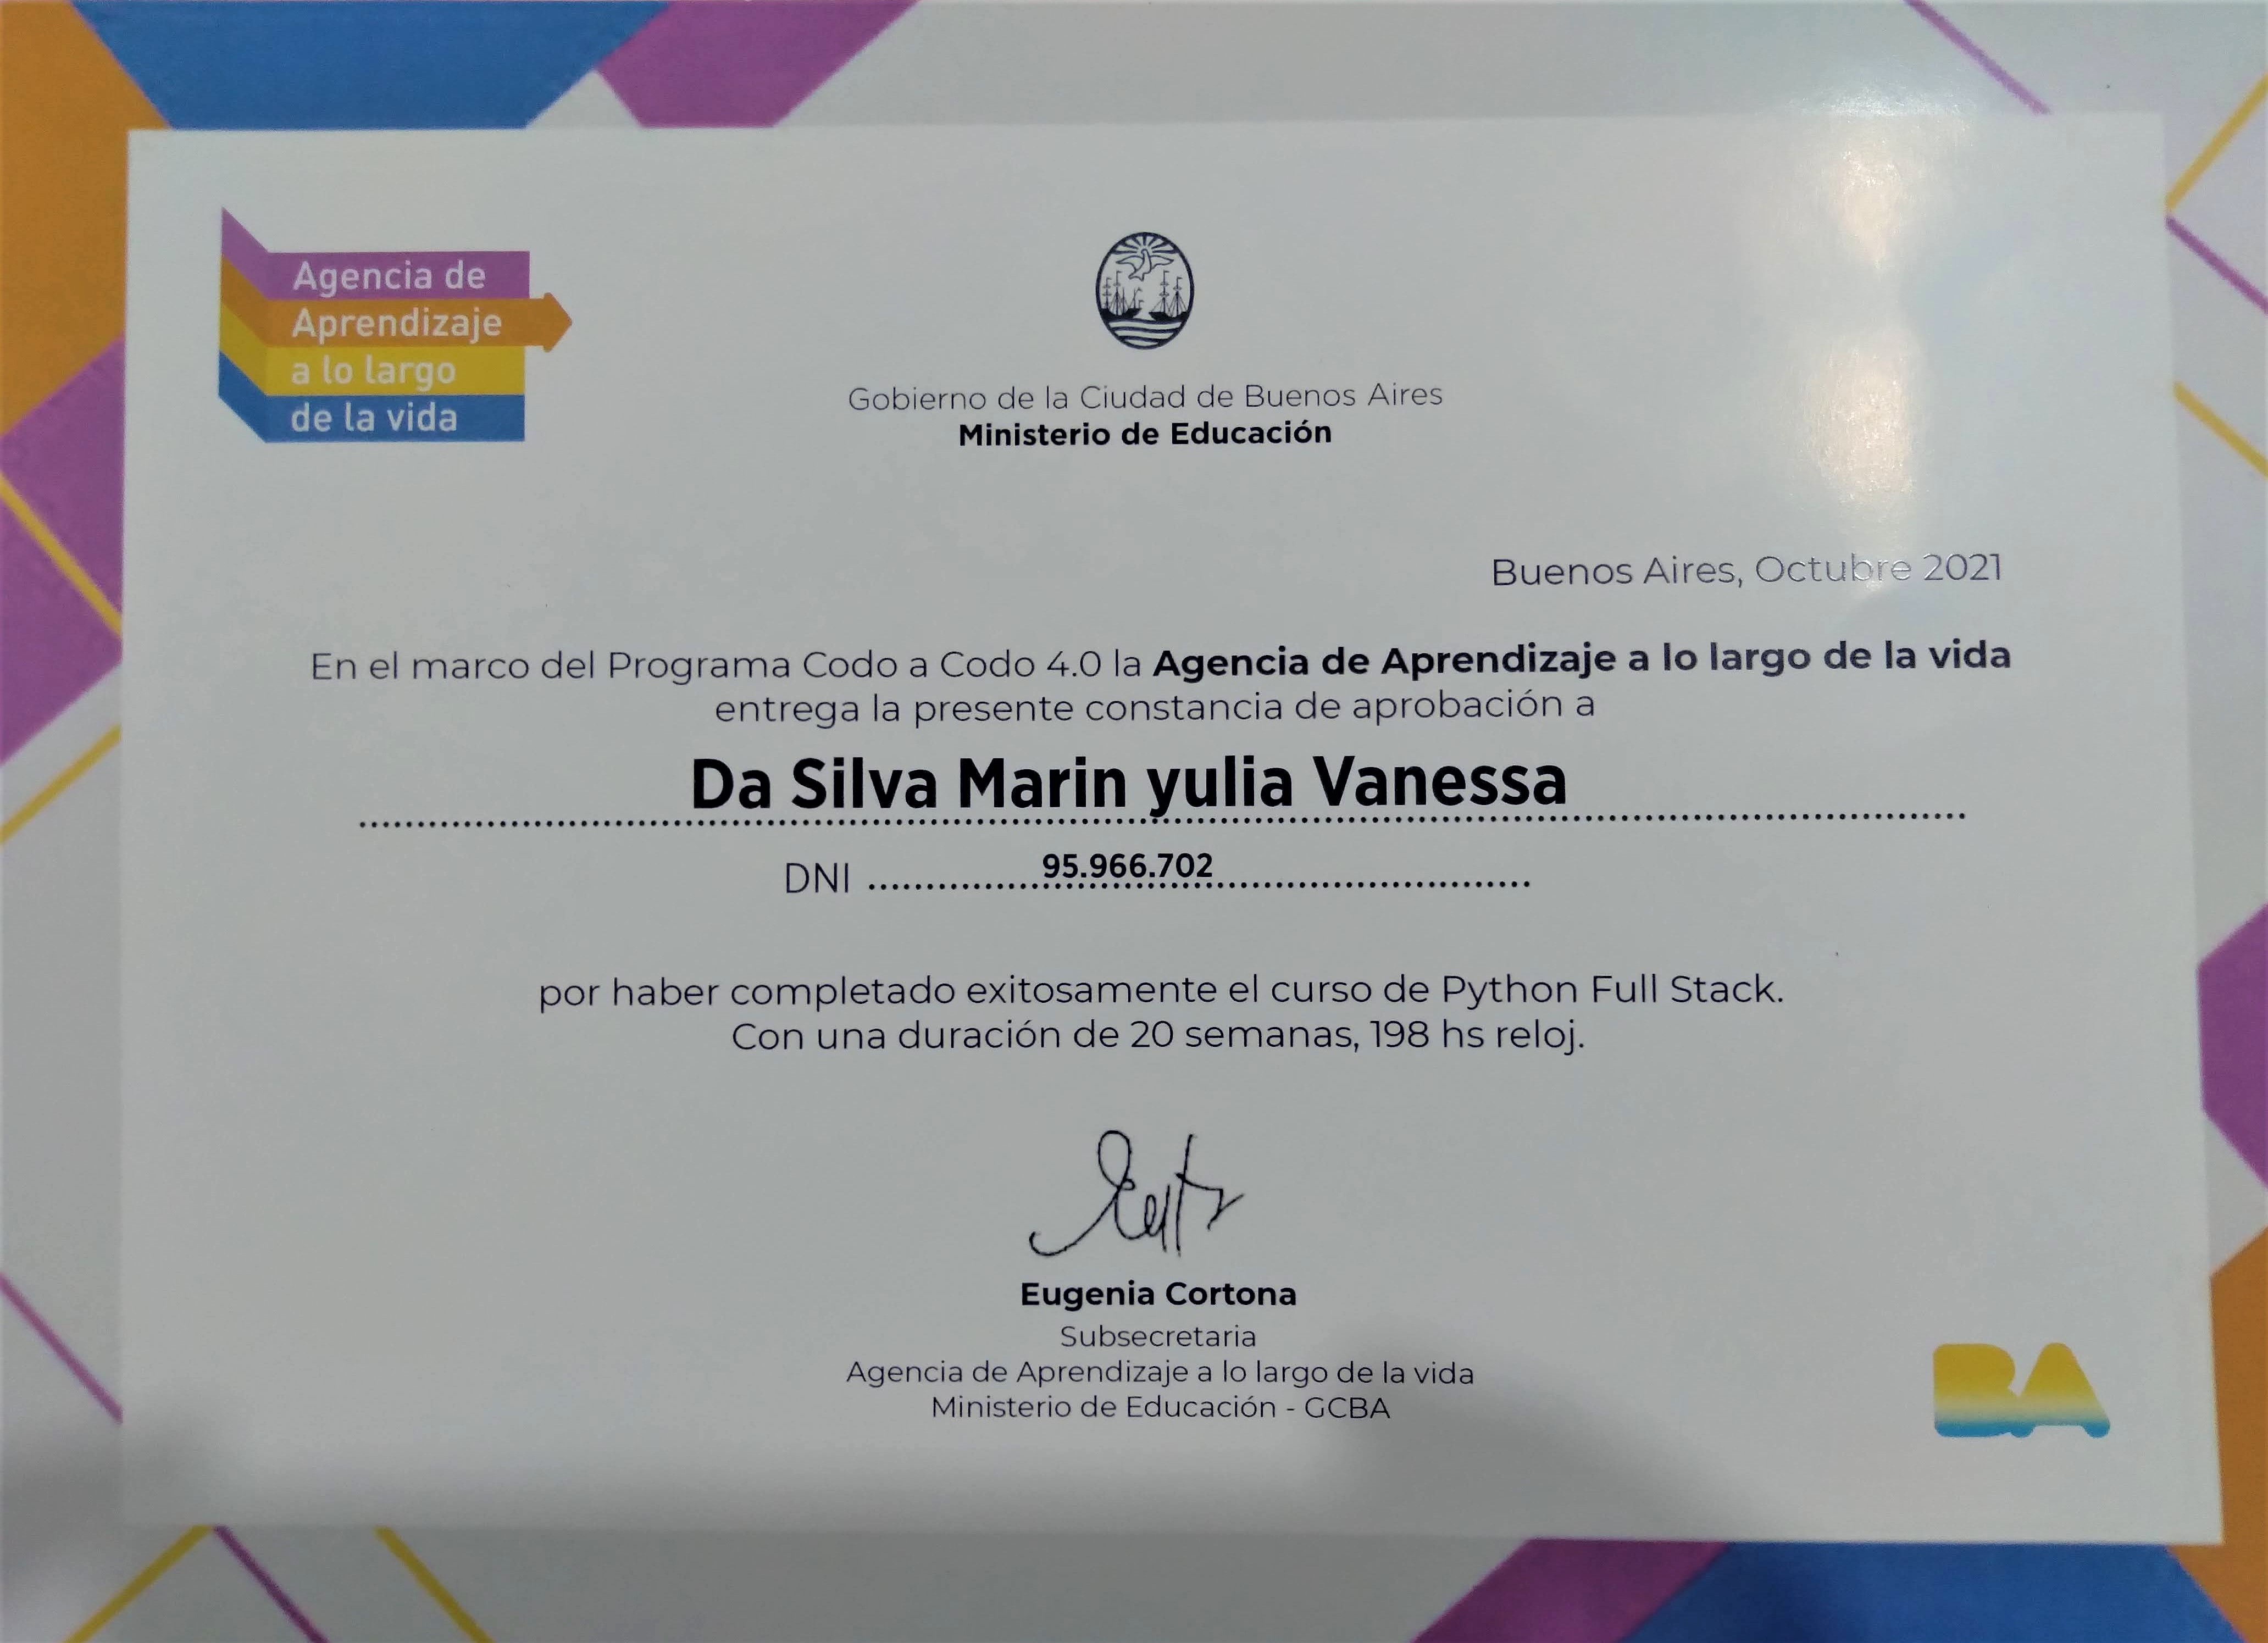 Agencia de
Aprendizaje
a lo largo
de la vida
Gobierno de la Ciudad de Buenos Aires
Ministerio de Educación
Buenos Aires, Octubre 2021
En el marco del Programa Codo a Codo 4.0 la Agencia de Aprendizaje a lo largo de la vida
entrega la presente constancia de aprobación a
Da Silva Marin yulia Vanessa
DNI 95.966.702
por haber completado exitosamente el curso de Python Full Stack.
Con una duración de 20 semanas, 198 hs reloj.
Eugenia Cortona
Subsecretaria
Agencia de Aprendizaje a lo largo de la vida
Ministerio de Educación - GCBA
BA